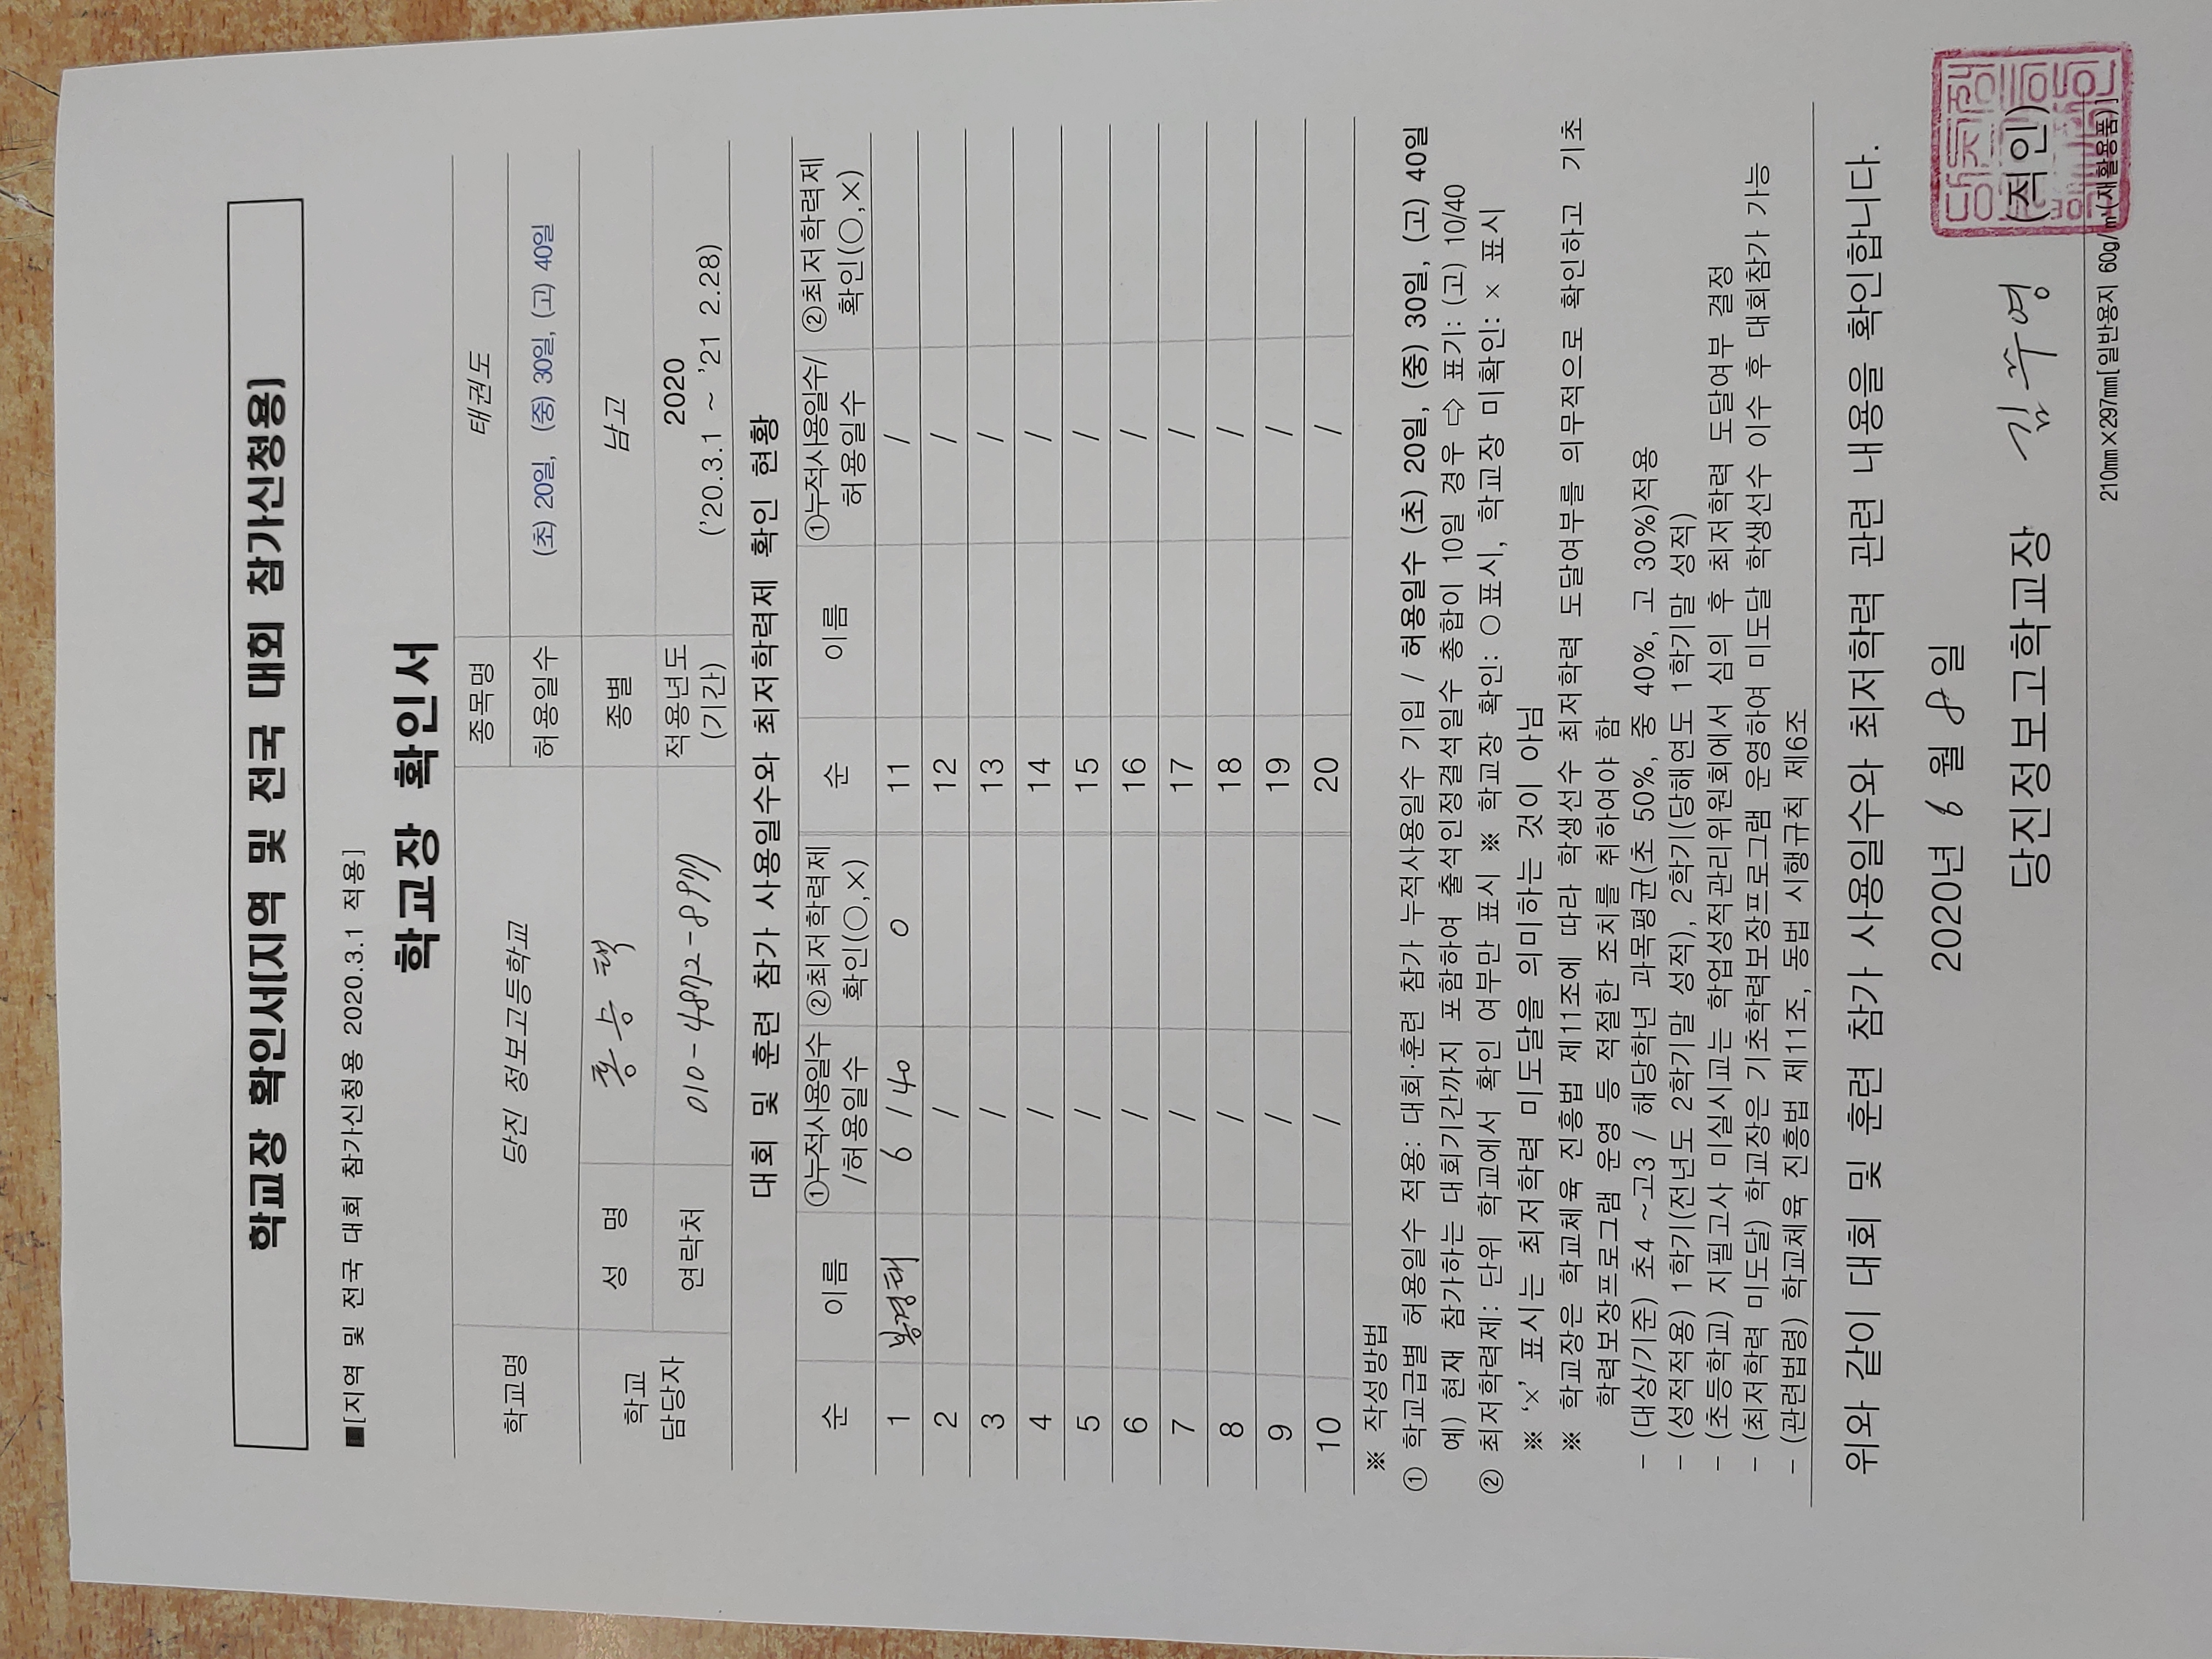 학교장 확인서[지역 및 전국 대회 참가신청용]
■[지역 및 전국 대회 참가신청용 2020.3.1 적용]
학교장 확인서
학교명 당진 정보고등학교 종목명 태권도
허용일수 (초) 20일, (중) 30일, (고) 40일
학교 담당자 성 명 홍승택 종별 남고
연락처 010-4872-8977 적용년도 (기간) 2020 ('20.3.1 ~ '21 2.28)
대회 및 훈련 참가 사용일수와 최저학력제 확인 현황
순 이름 ①누적사용일수/허용일수 ②최저학력제 확인(○,×) 순 이름 ①누적사용일수/허용일수 ②최저학력제 확인(○,×)
1 봉경태 6 / 40 0 11 /
2 / 12 /
3 / 13 /
4 / 14 /
5 / 15 /
6 / 16 /
7 / 17 /
8 / 18 /
9 / 19 /
10 / 20 /
※ 작성방법
① 학교급별 허용일수 적용: 대회·훈련 참가 누적사용일수 기입 / 허용일수 (초) 20일, (중) 30일, (고) 40일
예) 현재 참가하는 대회기간까지 포함하여 출석인정결석일수 총합이 10일 경우 ⇨ 표기: (고) 10/40
② 최저학력제: 단위 학교에서 확인 여부만 표시 ※ 학교장 확인: ○표시, 학교장 미확인: × 표시
※ '×' 표시는 최저학력 미도달을 의미하는 것이 아님
※ 학교장은 학교체육 진흥법 제11조에 따라 학생선수 최저학력 도달여부를 의무적으로 확인하고 기초
학력보장프로그램 운영 등 적절한 조치를 취하여야 함
- (대상/기준) 초4 ~고3 / 해당학년 과목평균(초 50%, 중 40%, 고 30%)적용
- (성적적용) 1학기(전년도 2학기말 성적), 2학기(당해연도 1학기말 성적)
- (초등학교) 지필고사 미실시교는 학업성적관리위원회에서 심의 후 최저학력 도달여부 결정
- (최저학력 미도달) 학교장은 기초학력보장프로그램 운영하여 미도달 학생선수 이수 후 대회참가 가능
- (관련법령) 학교체육 진흥법 제11조, 동법 시행규칙 제6조
위와 같이 대회 및 훈련 참가 사용일수와 최저학력 관련 내용을 확인합니다.
2020년 6 월 8 일
당진정보고학교장 김수영 (직인)
210㎜×297㎜[일반용지 60g/㎡(재활용품)]